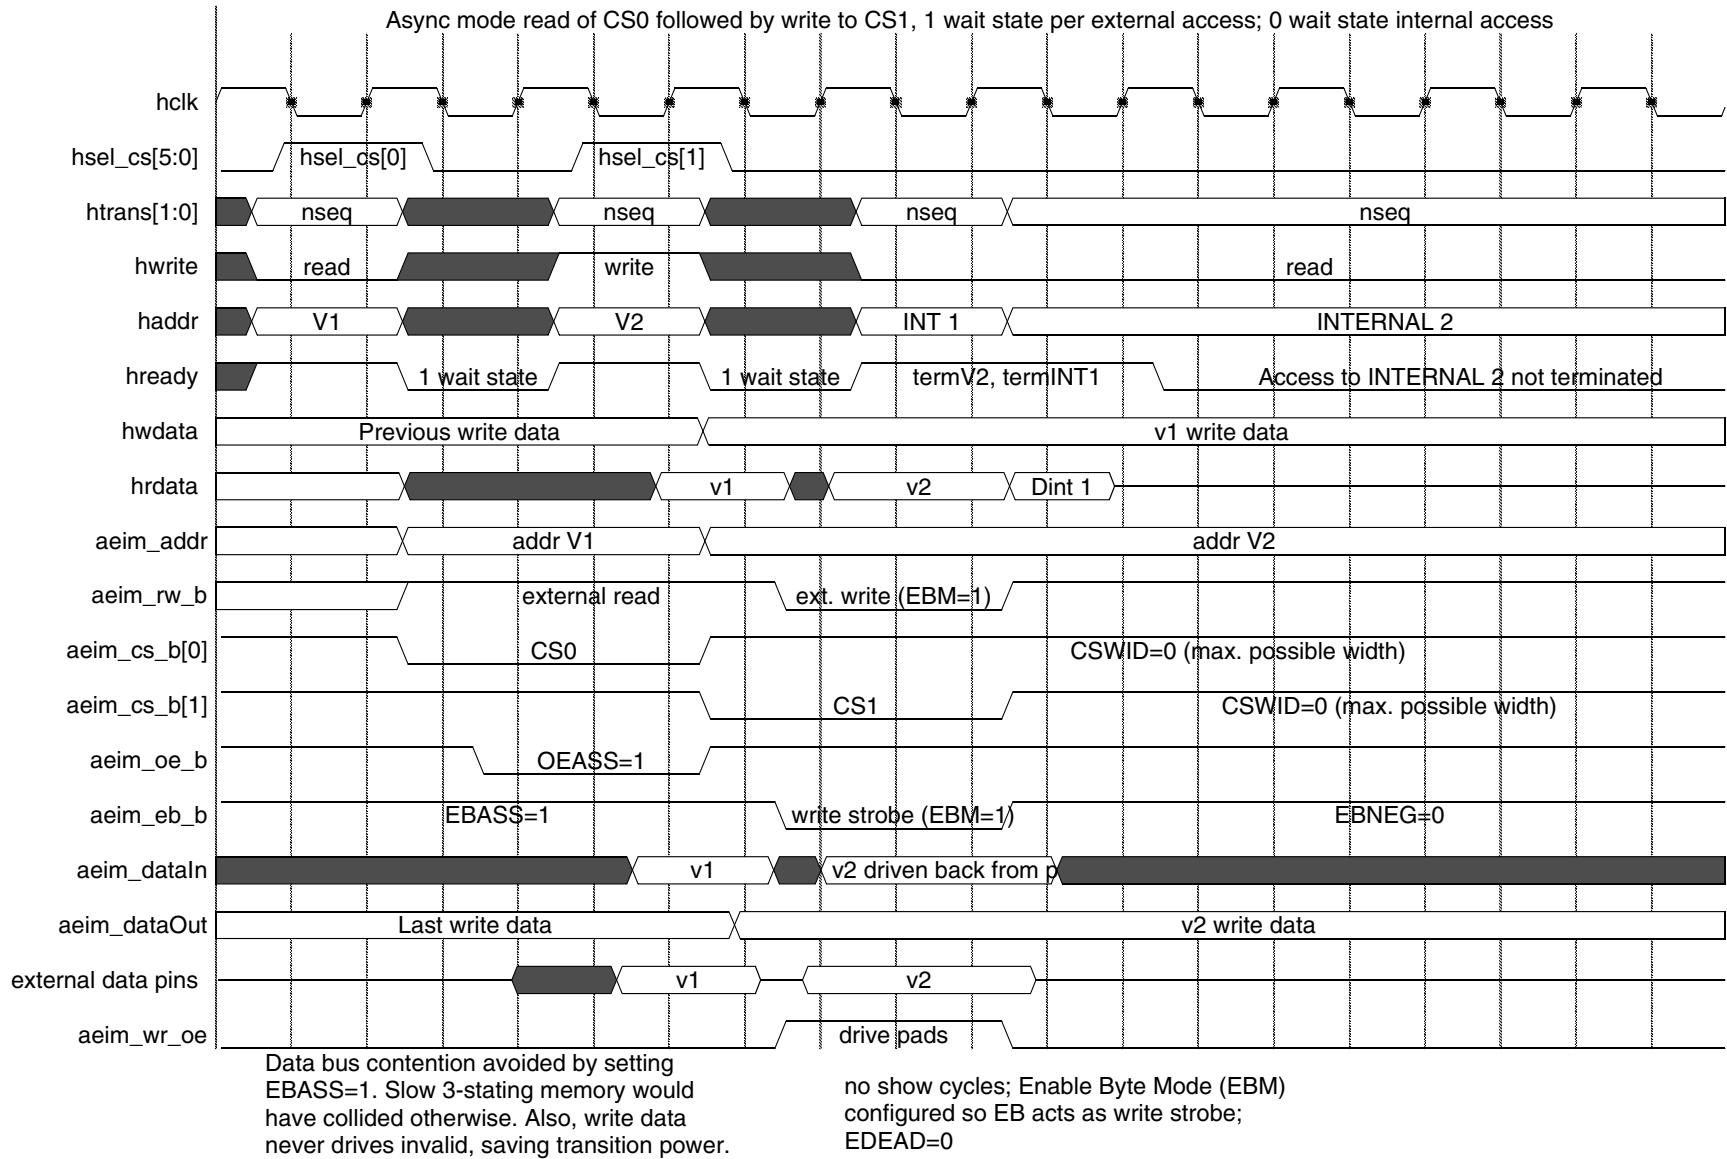 Async mode read of CS0 followed by write to CS1, 1 wait state per external access; 0 wait state internal access
hclk
hsel_cs[5:0] hsel_cs[0] hsel_cs[1]
htrans[1:0] nseq nseq nseq nseq
hwrite read write read
haddr V1 V2 INT 1 INTERNAL 2
hready 1 wait state 1 wait state termV2, termINT1 Access to INTERNAL 2 not terminated
hwdata Previous write data v1 write data
hrdata v1 v2 Dint 1
aeim_addr addr V1 addr V2
aeim_rw_b external read ext. write (EBM=1)
aeim_cs_b[0] CS0 CSWID=0 (max. possible width)
aeim_cs_b[1] CS1 CSWID=0 (max. possible width)
aeim_oe_b OEASS=1
aeim_eb_b EBASS=1 write strobe (EBM=1) EBNEG=0
aeim_dataIn v1 v2 driven back from p
aeim_dataOut Last write data v2 write data
external data pins v1 v2
aeim_wr_oe drive pads
Data bus contention avoided by setting
EBASS=1. Slow 3-stating memory would
have collided otherwise. Also, write data
never drives invalid, saving transition power.
no show cycles; Enable Byte Mode (EBM)
configured so EB acts as write strobe;
EDEAD=0